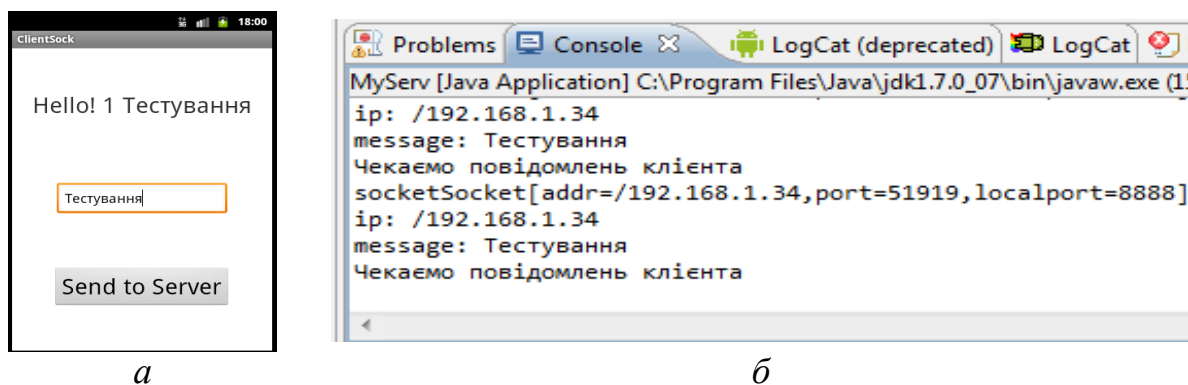 18:00
ClientSock
Hello! 1 Тестування
Тестування
Send to Server
а
Problems Console LogCat (deprecated) LogCat
MyServ [Java Application] C:\Program Files\Java\jdk1.7.0_07\bin\javaw.exe (1
ip: /192.168.1.34
message: Тестування
Чекаємо повідомлень клієнта
socketSocket[addr=/192.168.1.34,port=51919,localport=8888]
ip: /192.168.1.34
message: Тестування
Чекаємо повідомлень клієнта
б